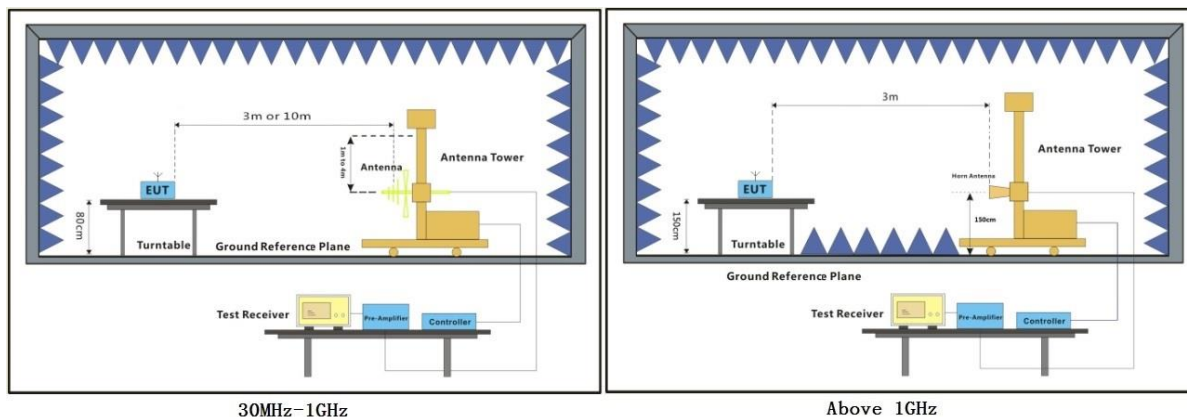 3m or 10m
1m to 4m
Antenna
Antenna Tower
EUT
80cm
Turntable
Ground Reference Plane
Test Receiver
Pre-Amplifier
Controller
30MHz-1GHz
3m
Antenna Tower
Horn Antenna
EUT
150cm
150cm
Turntable
Ground Reference Plane
Test Receiver
Pre-Amplifier
Controller
Above 1GHz